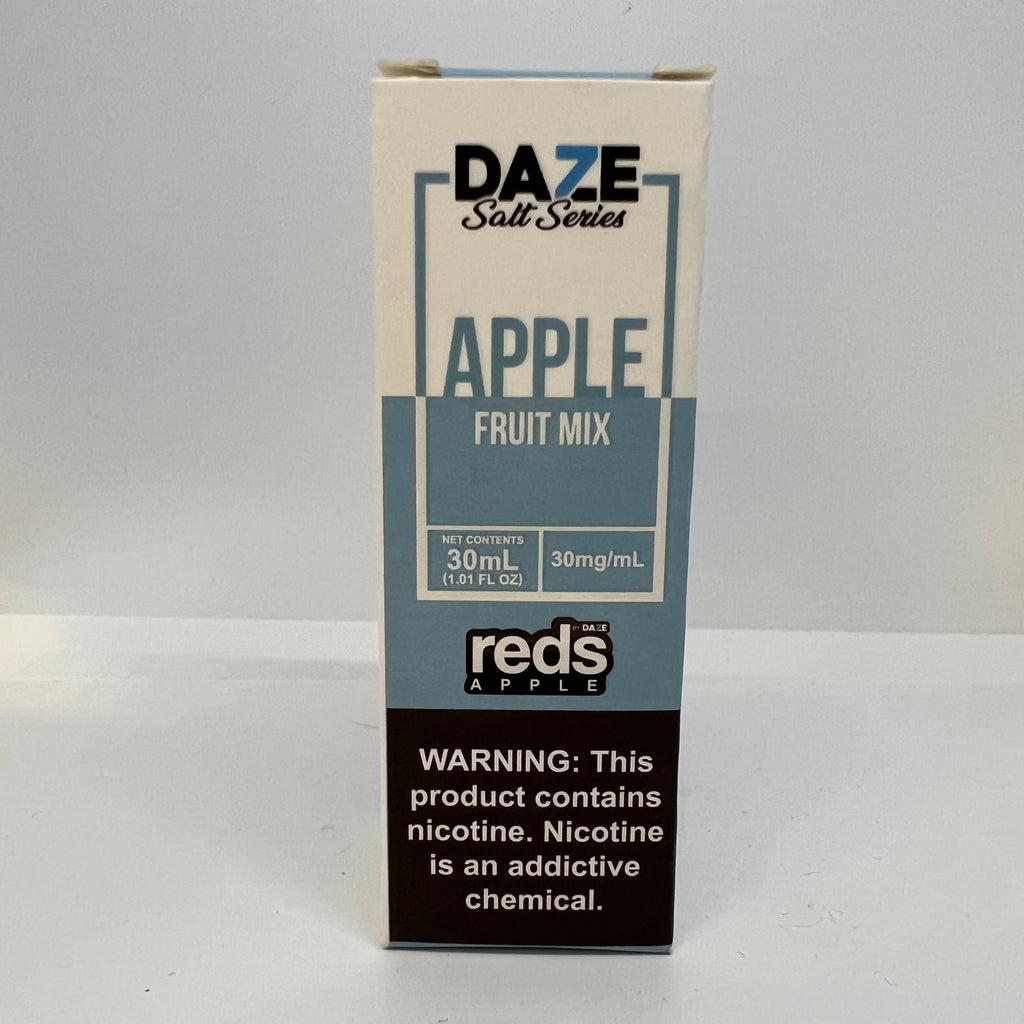 DAZE
Salt Series
APPLE
FRUIT MIX
NET CONTENTS
30mL
(1.01 FL OZ)
30mg/mL
BY DAZE
reds
APPLE
WARNING: This
product contains
nicotine. Nicotine
is an addictive
chemical.